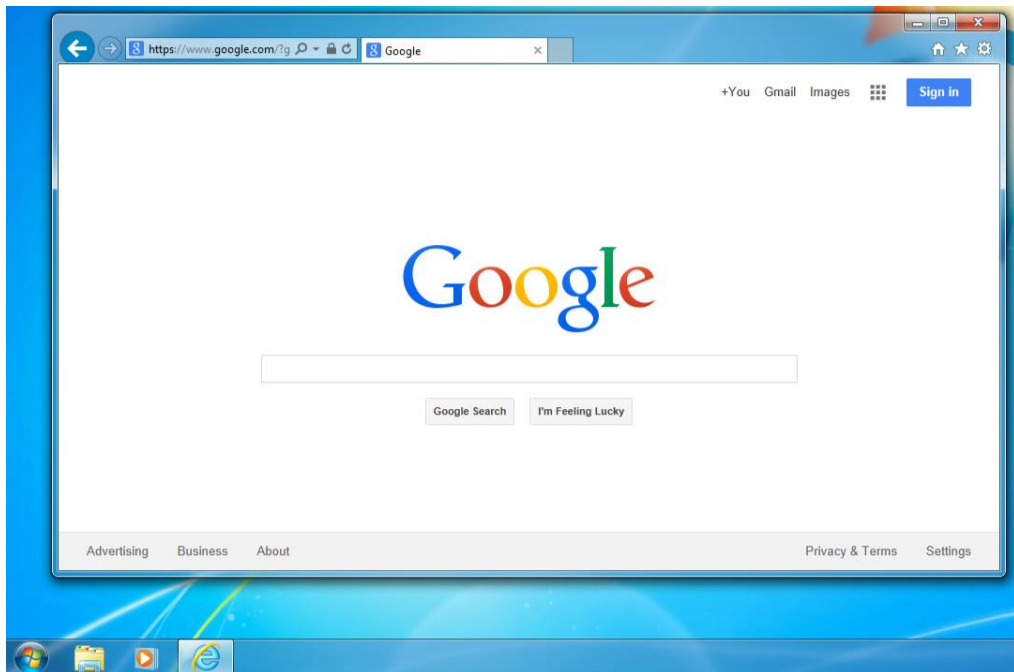 https://www.google.com/?g
Google
+You Gmail Images Sign in
Google
Google Search I'm Feeling Lucky
Advertising Business About Privacy & Terms Settings